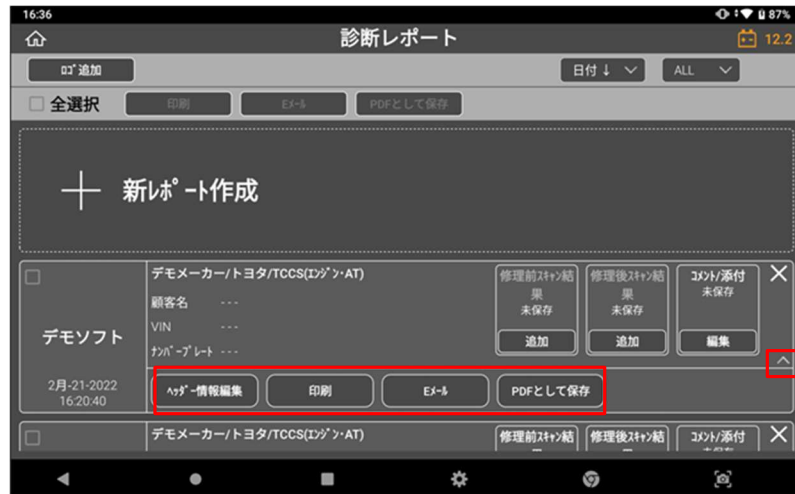 16:36
87%
診断レポート
12.2
ﾛｺﾞ追加
日付↓
ALL
全選択
印刷
Eﾒｰﾙ
PDFとして保存
新ﾚﾎﾟｰﾄ作成
デモソフト
2月-21-2022
16:20:40
デモメーカー/トヨタ/TCCS(ｴﾝｼﾞﾝ･AT)
顧客名 ---
VIN ---
ﾅﾝﾊﾞｰﾌﾟﾚｰﾄ ---
修理前ｽｷｬﾝ結
果
未保存
追加
修理後ｽｷｬﾝ結
果
未保存
追加
ｺﾒﾝﾄ/添付
未保存
編集
ﾍｯﾀﾞｰ情報編集
印刷
Eﾒｰﾙ
PDFとして保存
デモメーカー/トヨタ/TCCS(ｴﾝｼﾞﾝ･AT)
修理前ｽｷｬﾝ結
修理後ｽｷｬﾝ結
ｺﾒﾝﾄ/添付